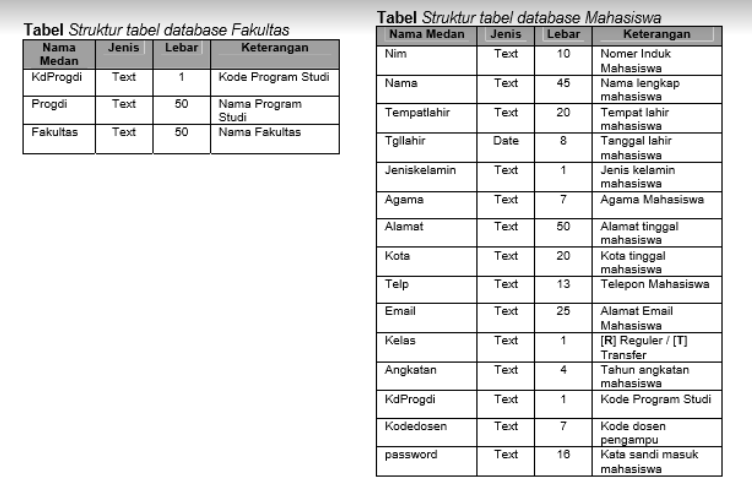 Tabel Struktur tabel database Fakultas
Nama Medan Jenis Lebar Keterangan
KdProgdi Text 1 Kode Program Studi
Progdi Text 50 Nama Program Studi
Fakultas Text 50 Nama Fakultas
Tabel Struktur tabel database Mahasiswa
Nama Medan Jenis Lebar Keterangan
Nim Text 10 Nomer Induk Mahasiswa
Nama Text 45 Nama lengkap mahasiswa
Tempatlahir Text 20 Tempat lahir mahasiswa
Tgllahir Date 8 Tanggal lahir mahasiswa
Jeniskelamin Text 1 Jenis kelamin mahasiswa
Agama Text 7 Agama Mahasiswa
Alamat Text 50 Alamat tinggal mahasiswa
Kota Text 20 Kota tinggal mahasiswa
Telp Text 13 Telepon Mahasiswa
Email Text 25 Alamat Email Mahasiswa
Kelas Text 1 [R] Reguler / [T] Transfer
Angkatan Text 4 Tahun angkatan mahasiswa
KdProgdi Text 1 Kode Program Studi
Kodedosen Text 7 Kode dosen pengampu
password Text 16 Kata sandi masuk mahasiswa